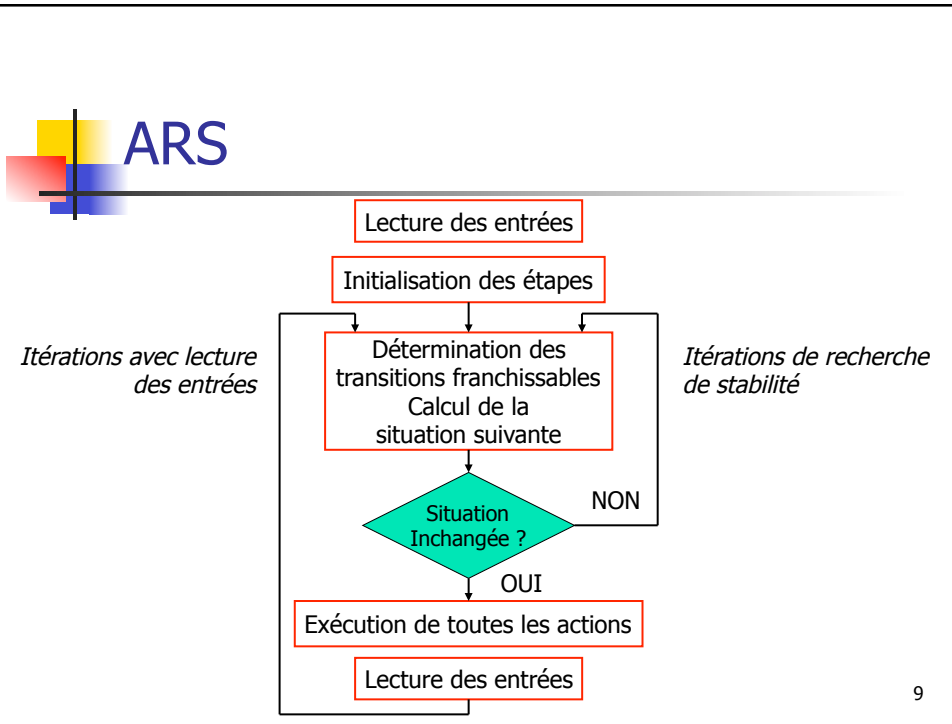 ARS
Lecture des entrées
Initialisation des étapes
Itérations avec lecture
des entrées
Détermination des
transitions franchissables
Calcul de la
situation suivante
Itérations de recherche
de stabilité
Situation
Inchangée ?
NON
OUI
Exécution de toutes les actions
Lecture des entrées
9